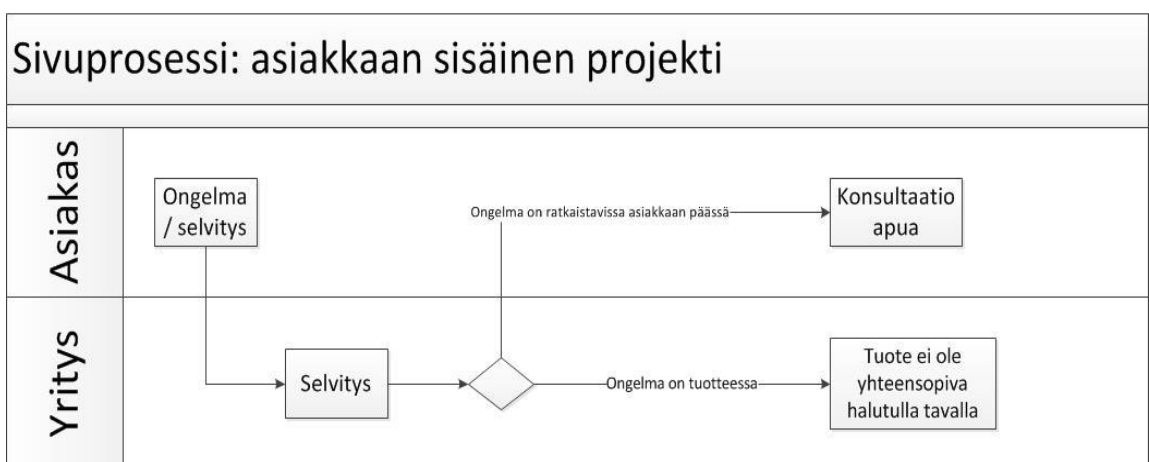 Sivuprosessi: asiakkaan sisäinen projekti
Asiakas
Ongelma
/ selvitys
Ongelma on ratkaistavissa asiakkaan päässä
Konsultaatio
apua
Yritys
Selvitys
Ongelma on tuotteessa
Tuote ei ole
yhteensopiva
halutulla tavalla